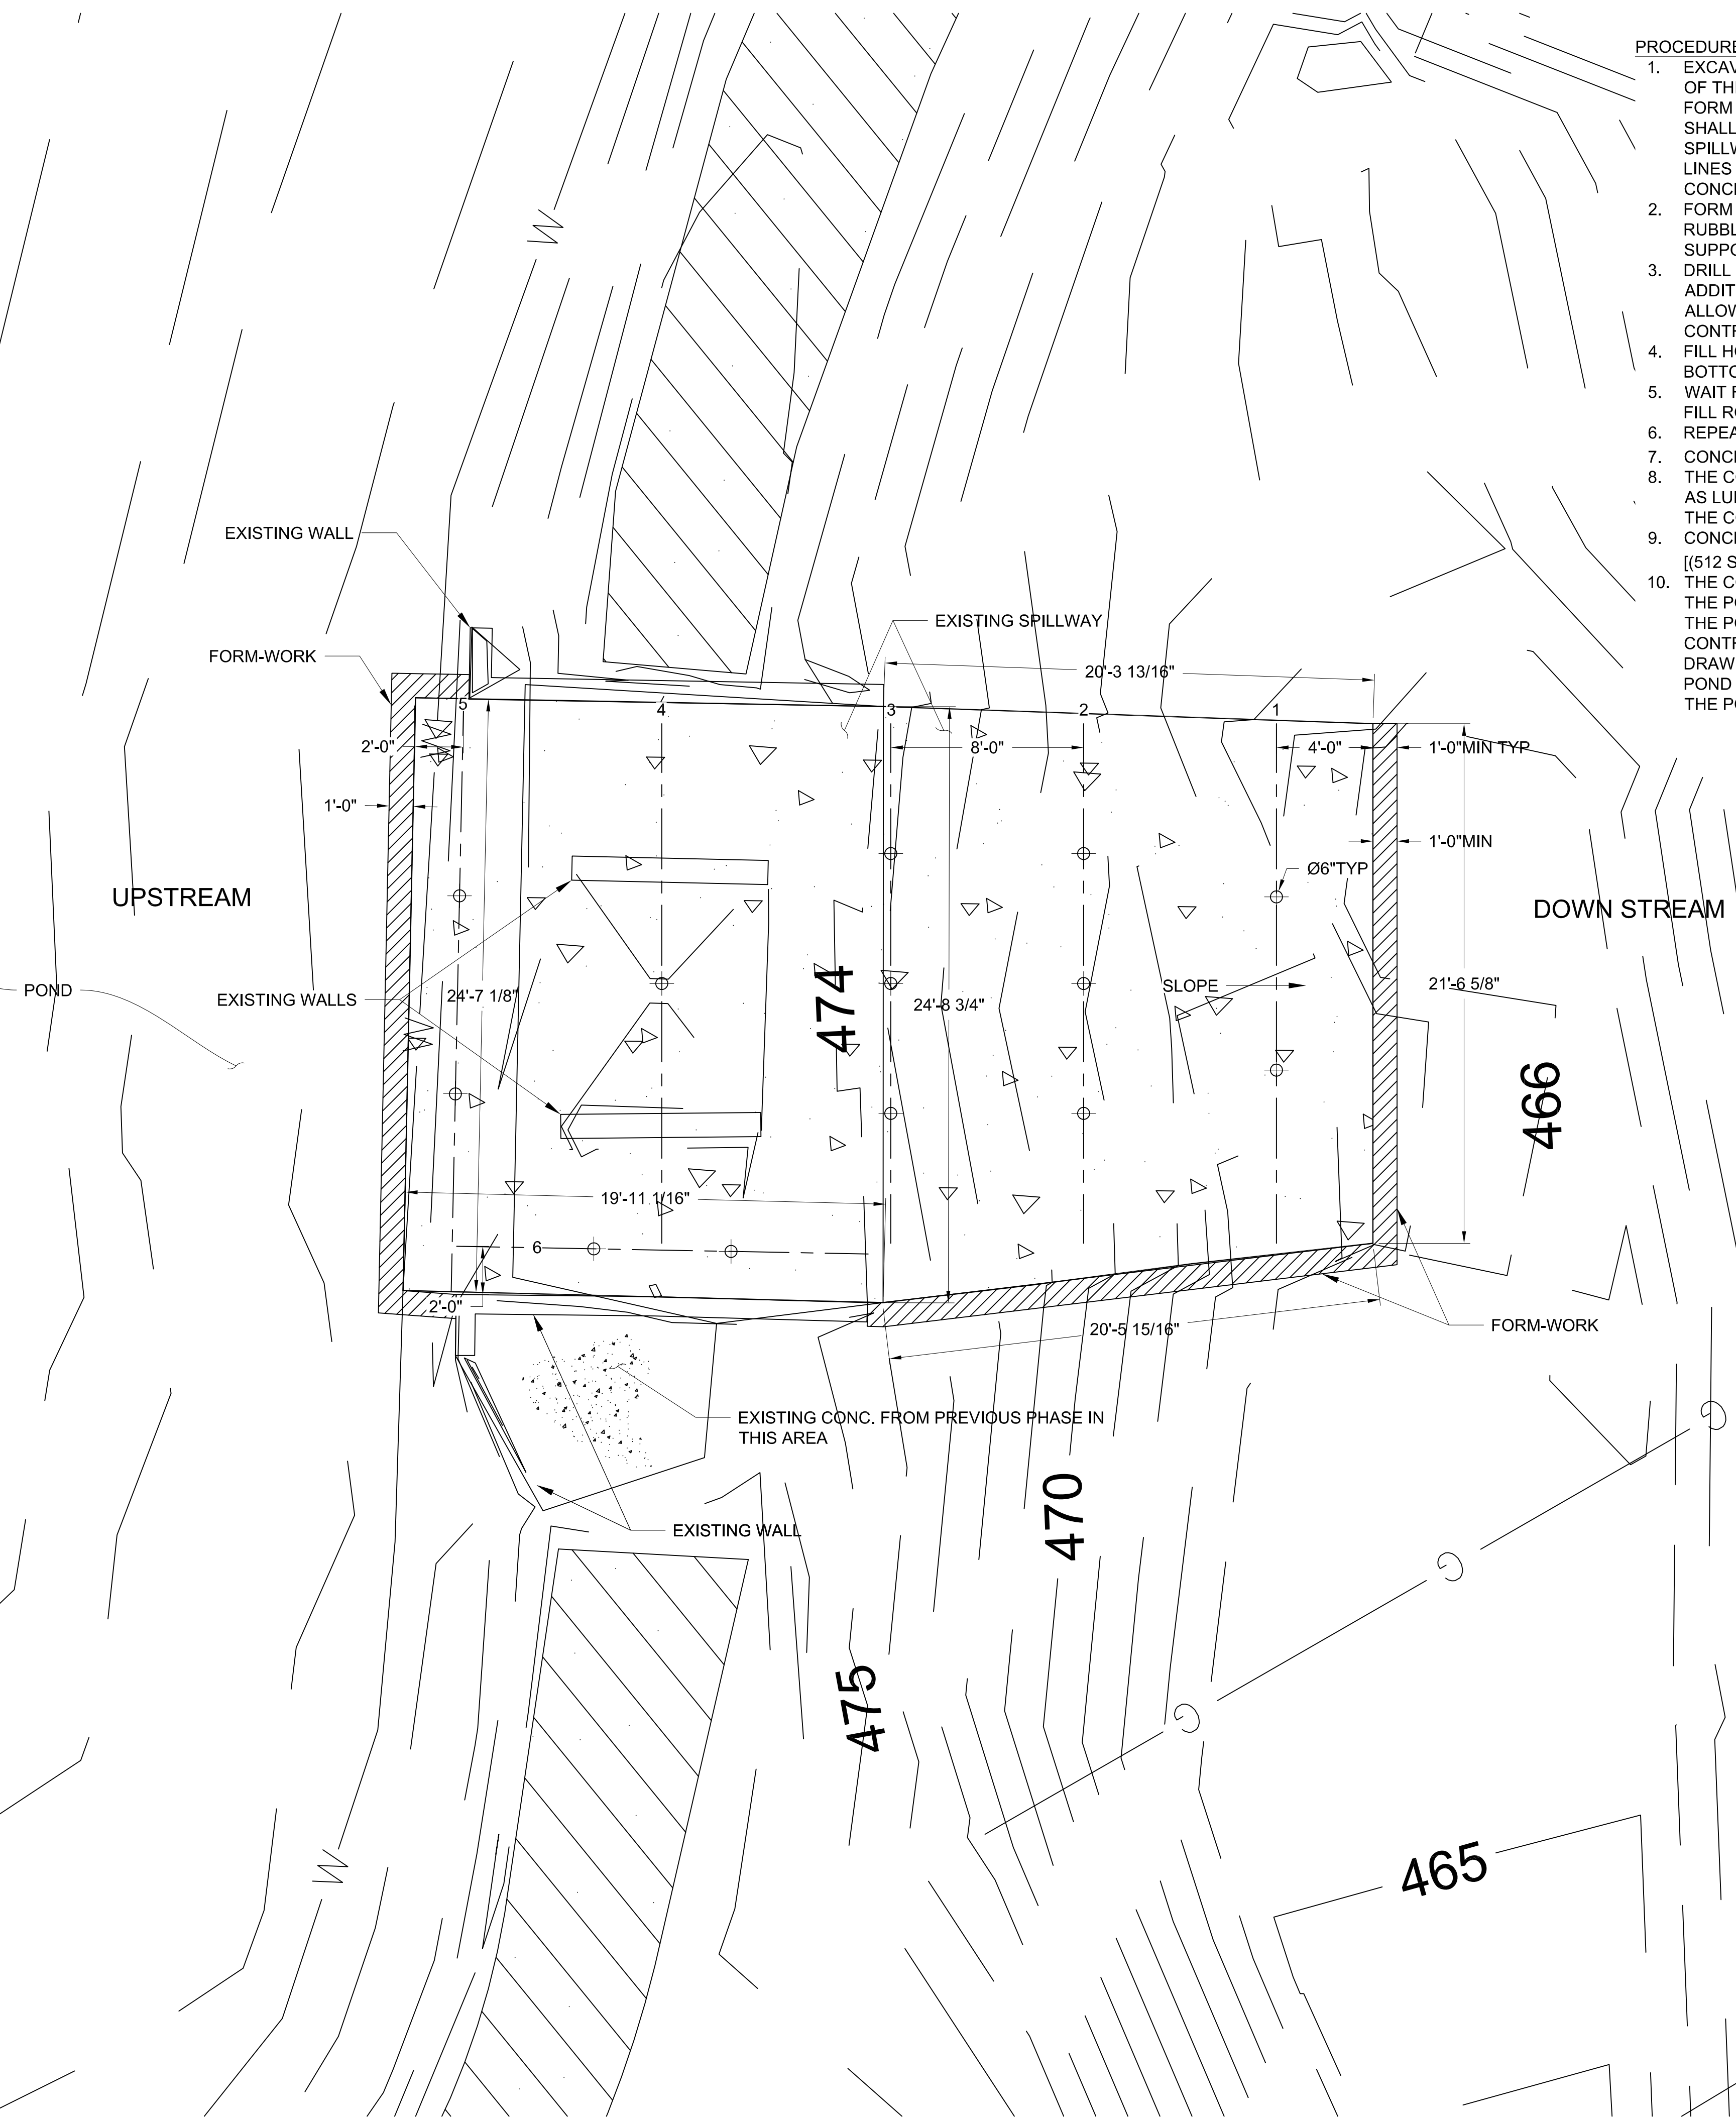 PROCEDURE
1. EXCAV
OF TH
FORM
SHALL
SPILLW
LINES
CONC
2. FORM
RUBBL
SUPPO
3. DRILL
ADDIT
ALLOW
CONTR
4. FILL H
BOTTO
5. WAIT F
FILL R
6. REPEA
7. CONC
8. THE C
AS LU
THE C
9. CONC
[(512 S
10. THE C
THE P
THE P
CONTR
DRAW
POND
THE P
W
EXISTING WALL
FORM-WORK
EXISTING SPILLWAY
20'-3 13/16"
5
4
3
2
1
2'-0"
8'-0"
4'-0"
1'-0"MIN TYP
1'-0"
1'-0"MIN
Ø6"TYP
UPSTREAM
DOWN STREAM
474
POND
EXISTING WALLS
24'-7 1/8"
24'-8 3/4"
SLOPE
21'-6 5/8"
466
19'-11 1/16"
6
2'-0"
20'-5 15/16"
FORM-WORK
EXISTING CONC. FROM PREVIOUS PHASE IN
THIS AREA
G
470
EXISTING WALL
G
475
G
W
465